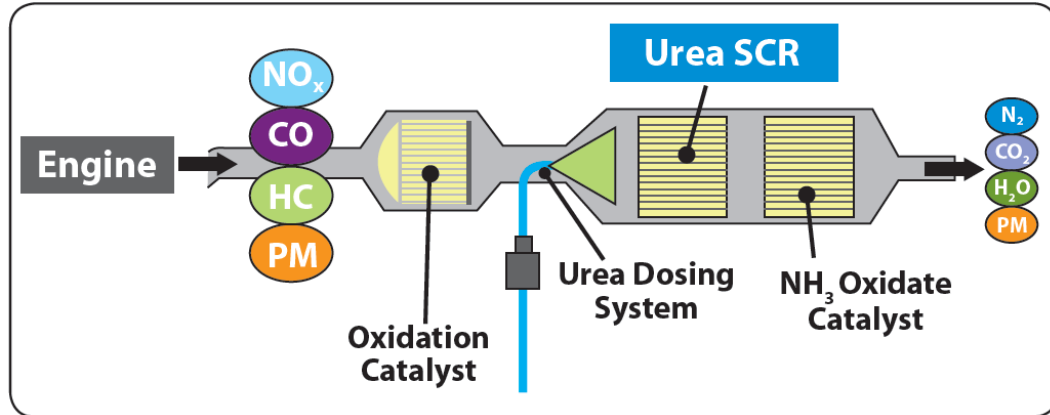 Urea SCR
NOₓ
CO
HC
PM
Engine
N₂
CO₂
H₂O
PM
Urea Dosing
System
NH₃ Oxidate
Catalyst
Oxidation
Catalyst